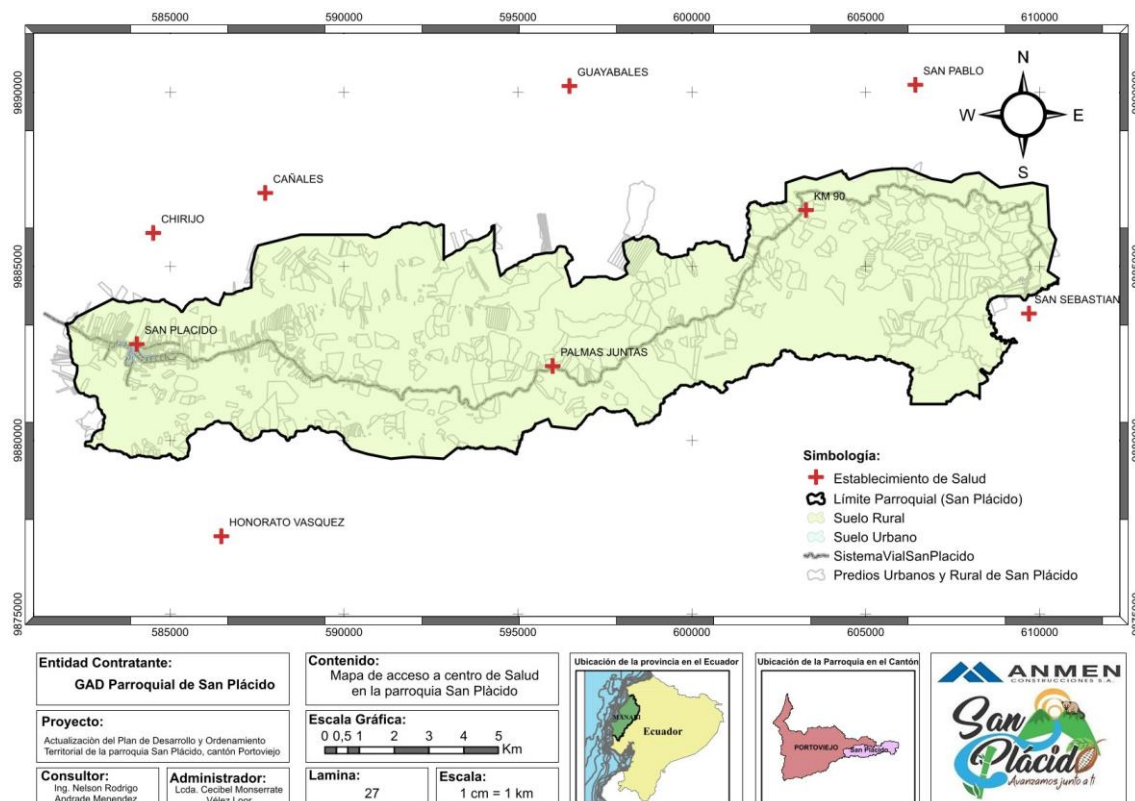 585000 590000 595000 600000 605000 610000
9890000
9885000
9880000
9875000
9890000
9885000
9880000
9875000
GUAYABALES
SAN PABLO
N
W E
S
CAÑALES
CHIRIJO
KM 90
SAN SEBASTIAN
SAN PLACIDO
PALMAS JUNTAS
HONORATO VASQUEZ
Simbología:
Establecimiento de Salud
Límite Parroquial (San Plácido)
Suelo Rural
Suelo Urbano
SistemaVialSanPlacido
Predios Urbanos y Rural de San Plácido
585000 590000 595000 600000 605000 610000
Entidad Contratante:
GAD Parroquial de San Plácido
Proyecto:
Actualización del Plan de Desarrollo y Ordenamiento
Territorial de la parroquia San Plácido, cantón Portoviejo
Consultor:
Ing. Nelson Rodrigo
Andrade Menendez
Administrador:
Lcda. Cecibel Monserrate
Vélez Loor
Contenido:
Mapa de acceso a centro de Salud
en la parroquia San Plácido
Escala Gráfica:
0 0,5 1 2 3 4 5
Km
Lamina:
27
Escala:
1 cm = 1 km
Ubicación de la provincia en el Ecuador
MANABI
Ecuador
Ubicación de la Parroquia en el Cantón
PORTOVIEJO
San Plácido
ANMEN
CONSTRUCCIONES S.A.
San
Plácido
Avanzamos junto a ti